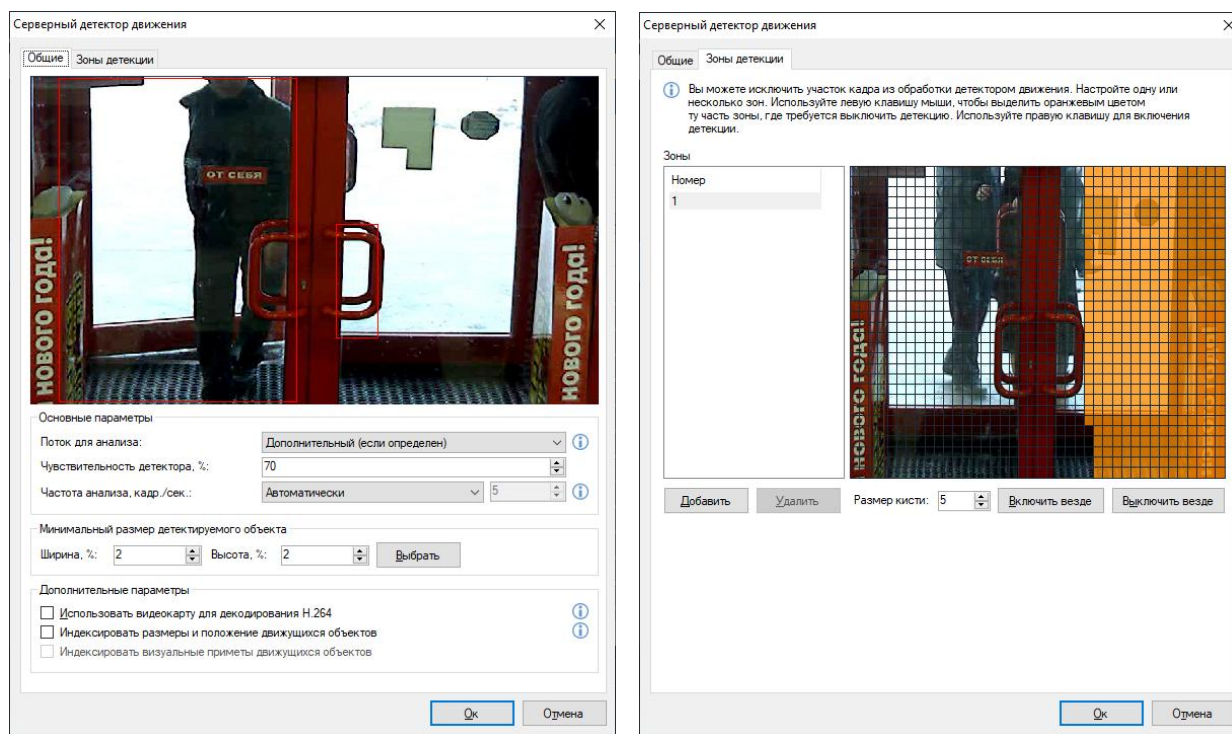 Серверный детектор движения
Общие Зоны детекции
ОТ СЕБЯ
НОВОГО ГОДА!
НОВОГО ГОДА!
Основные параметры
Поток для анализа: Дополнительный (если определен)
Чувствительность детектора, %: 70
Частота анализа, кадр./сек.: Автоматически 5
Минимальный размер детектируемого объекта
Ширина, %: 2 Высота, %: 2 Выбрать
Дополнительные параметры
Использовать видеокарту для декодирования H.264
Индексировать размеры и положение движущихся объектов
Индексировать визуальные приметы движущихся объектов
Ок Отмена
Серверный детектор движения
Общие Зоны детекции
Вы можете исключить участок кадра из обработки детектором движения. Настройте одну или
несколько зон. Используйте левую клавишу мыши, чтобы выделить оранжевым цветом
ту часть зоны, где требуется выключить детекцию. Используйте правую клавишу для включения
детекции.
Зоны
Номер
1
ОТ СЕБЯ
НОВОГО ГОДА!
Добавить Удалить Размер кисти: 5 Включить везде Выключить везде
Ок Отмена